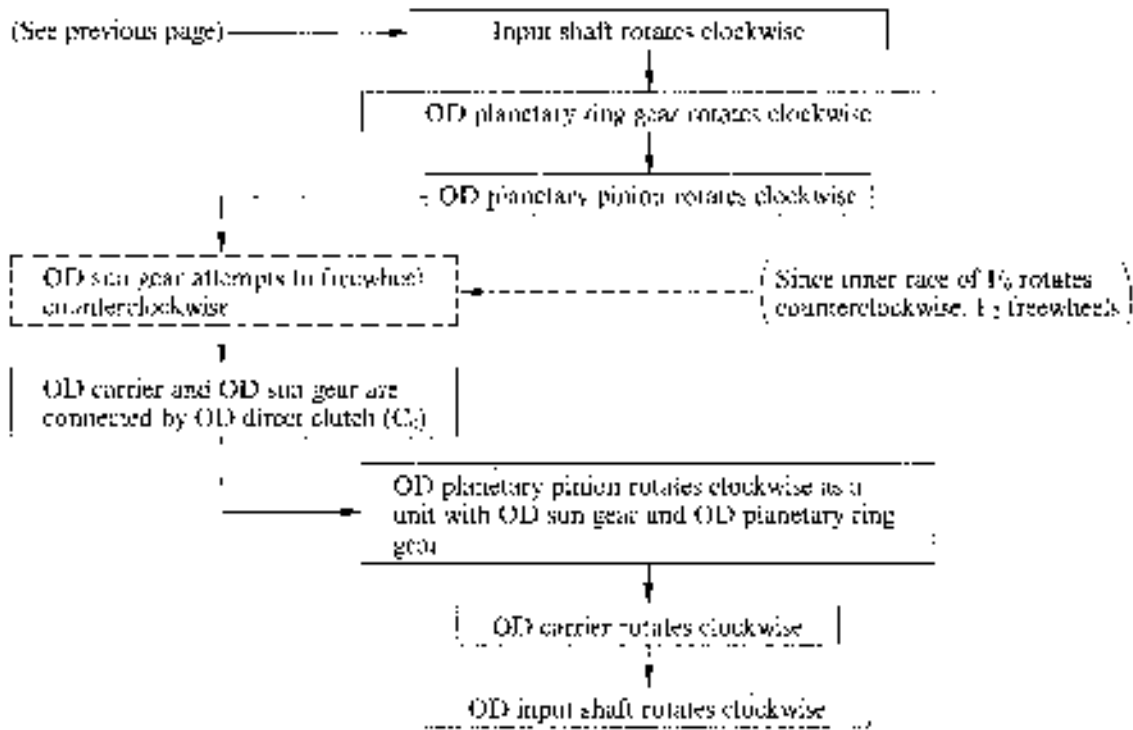 (See previous page)
Input shaft rotates clockwise
OD planetary ring gear rotates clockwise
OD planetary pinion rotates clockwise
OD sun gear attempts to freewheel
counterclockwise
Since inner race of rotates
counterclockwise, freewheels
OD carrier and OD sun gear are
connected by OD direct clutch
OD planetary pinion rotates clockwise as a
unit with OD sun gear and OD planetary ring
gear
OD carrier rotates clockwise
OD input shaft rotates clockwise